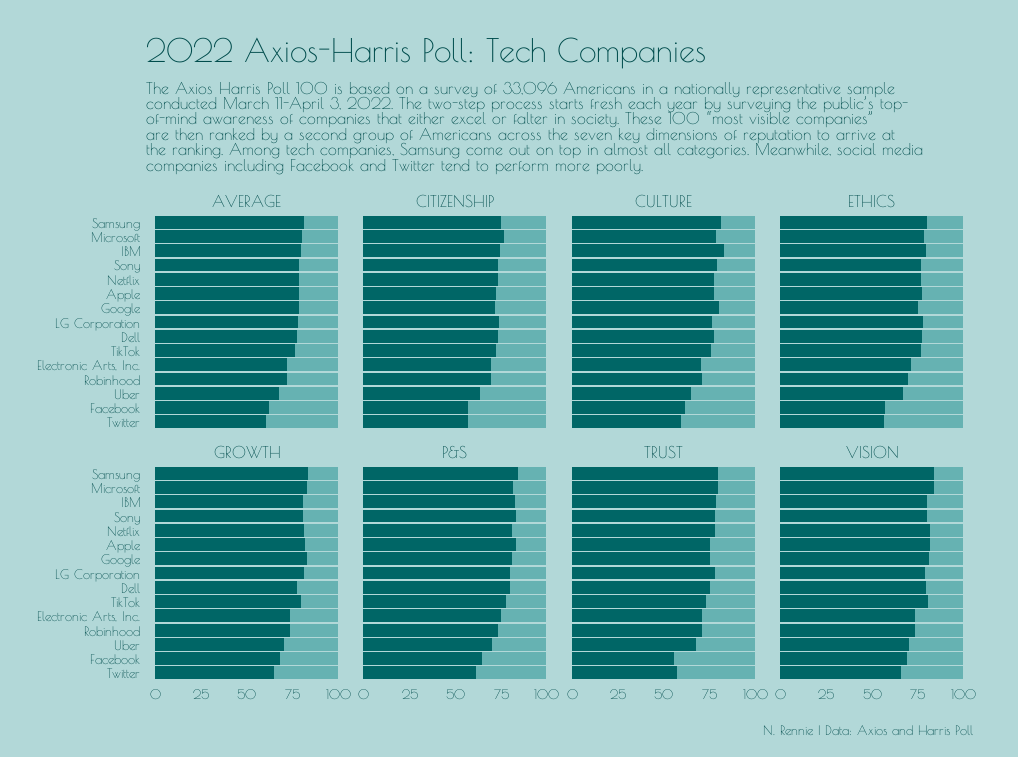 2022 Axios-Harris Poll: Tech Companies
The Axios Harris Poll 100 is based on a survey of 33,096 Americans in a nationally representative sample
conducted March 11-April 3, 2022. The two-step process starts fresh each year by surveying the public's top-
of-mind awareness of companies that either excel or falter in society. These 100 "most visible companies"
are then ranked by a second group of Americans across the seven key dimensions of reputation to arrive at
the ranking. Among tech companies, Samsung come out on top in almost all categories. Meanwhile, social media
companies including Facebook and Twitter tend to perform more poorly.
AVERAGE CITIZENSHIP CULTURE ETHICS
Samsung
Microsoft
IBM
Sony
Netflix
Apple
Google
LG Corporation
Dell
TikTok
Electronic Arts, Inc.
Robinhood
Uber
Facebook
Twitter
GROWTH P&S TRUST VISION
Samsung
Microsoft
IBM
Sony
Netflix
Apple
Google
LG Corporation
Dell
TikTok
Electronic Arts, Inc.
Robinhood
Uber
Facebook
Twitter
0 25 50 75 100 0 25 50 75 100 0 25 50 75 100 0 25 50 75 100
N. Rennie | Data: Axios and Harris Poll